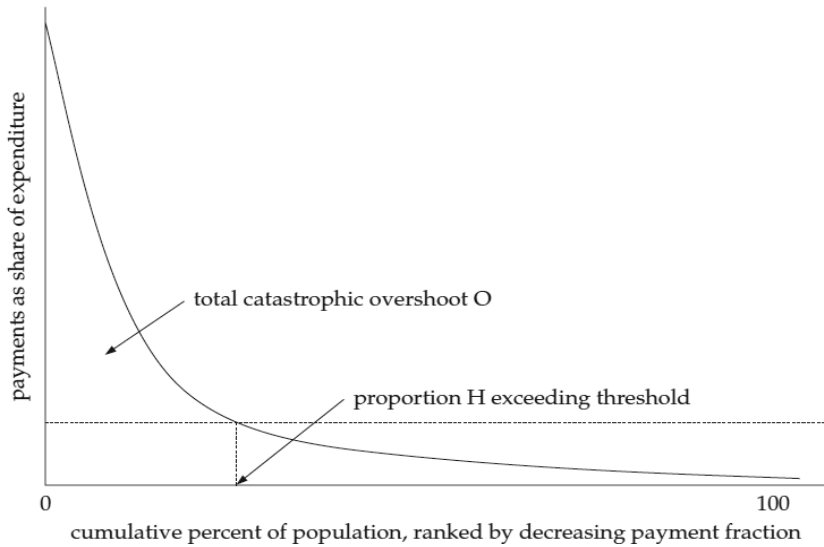 payments as share of expenditure
total catastrophic overshoot O
proportion H exceeding threshold
0
100
cumulative percent of population, ranked by decreasing payment fraction